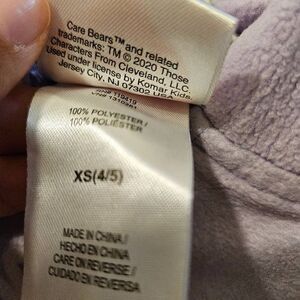 Care Bears™ and related
trademarks: TM © 2020 Those
Characters From Cleveland, LLC.
Used under license by Komar Kids
Jersey City, NJ 07302 USA
100% POLYESTER /
100% POLIÉSTER
XS(4/5)
MADE IN CHINA /
HECHO EN CHINA
CARE ON REVERSE /
CUIDADO EN REVERSO